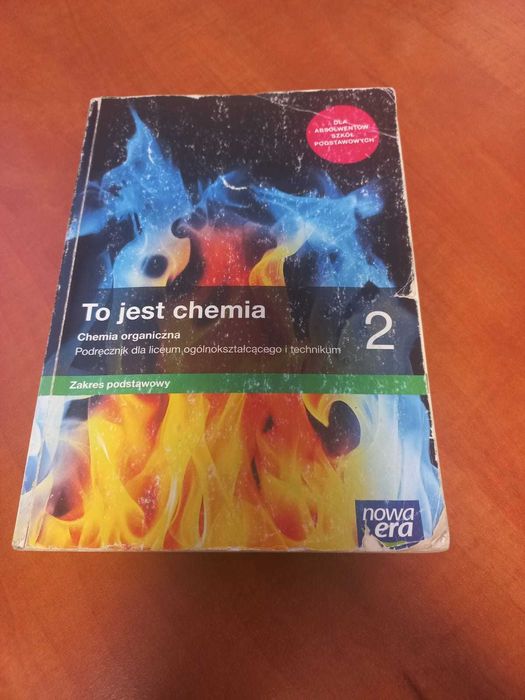 DLA
ABSOLWENTÓW
SZKÓŁ
PODSTAWOWYCH
To jest chemia
2
Chemia organiczna
Podręcznik dla liceum ogólnokształcącego i technikum
Zakres podstawowy
nowa
era